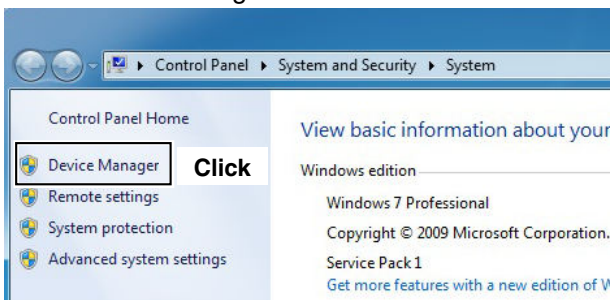 Control Panel ▸ System and Security ▸ System
Control Panel Home
Device Manager
Click
Remote settings
System protection
Advanced system settings
View basic information about your
Windows edition
Windows 7 Professional
Copyright © 2009 Microsoft Corporation.
Service Pack 1
Get more features with a new edition of